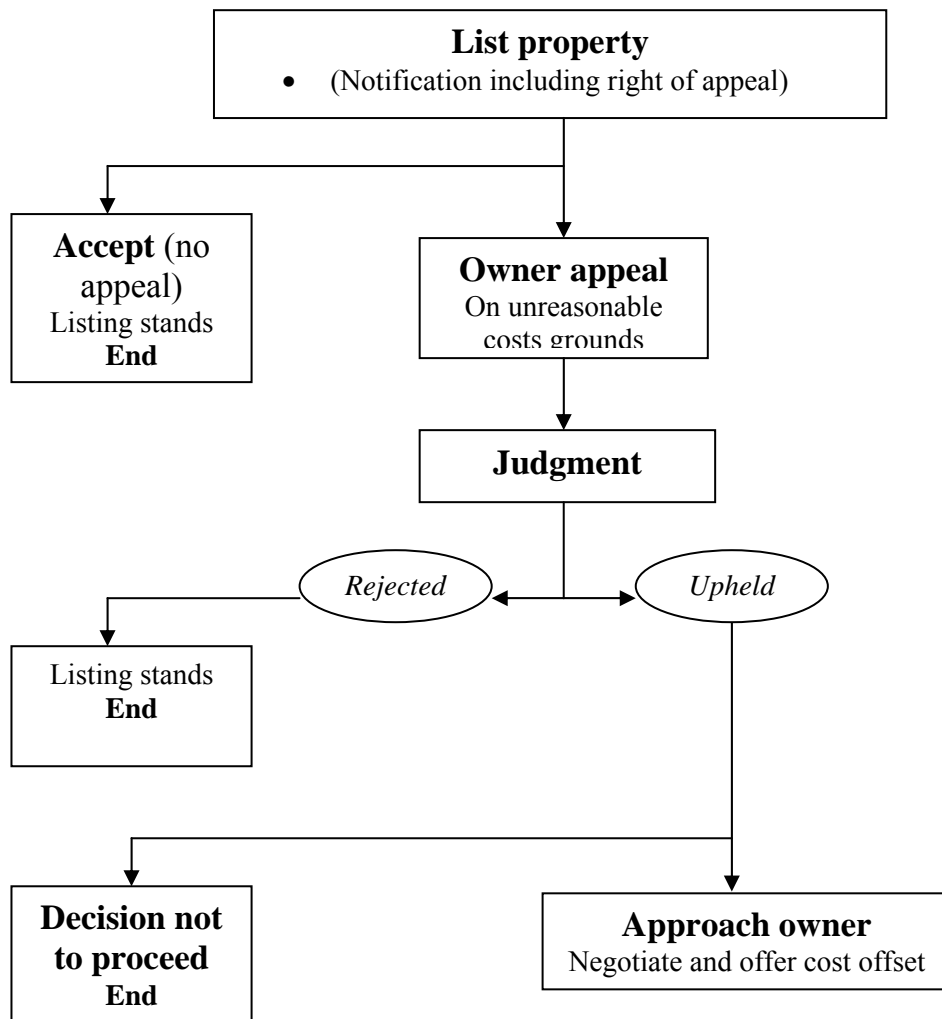 List property
• (Notification including right of appeal)
Accept (no
appeal)
Listing stands
End
Owner appeal
On unreasonable
costs grounds
Judgment
Rejected
Upheld
Listing stands
End
Decision not
to proceed
End
Approach owner
Negotiate and offer cost offset